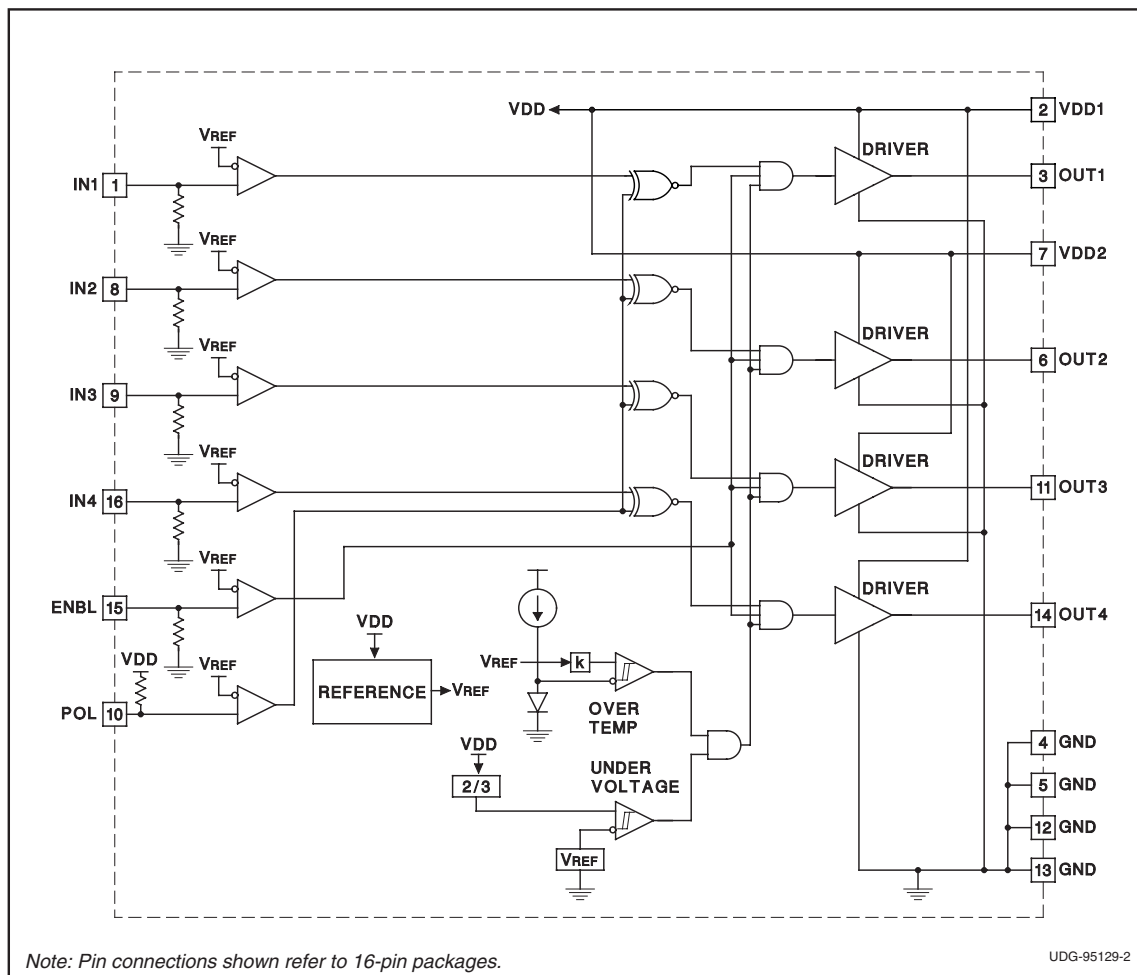 VDD
2 VDD1
VREF
DRIVER
IN1 1
3 OUT1
VREF
7 VDD2
IN2 8
DRIVER
VREF
6 OUT2
IN3 9
DRIVER
VREF
IN4 16
11 OUT3
VREF
DRIVER
ENBL 15
VDD
14 OUT4
VDD
VREF
VREF k
REFERENCE
VREF
POL 10
OVER
TEMP
4 GND
VDD
UNDER
VOLTAGE
2/3
5 GND
12 GND
VREF
13 GND
Note: Pin connections shown refer to 16-pin packages.
UDG-95129-2